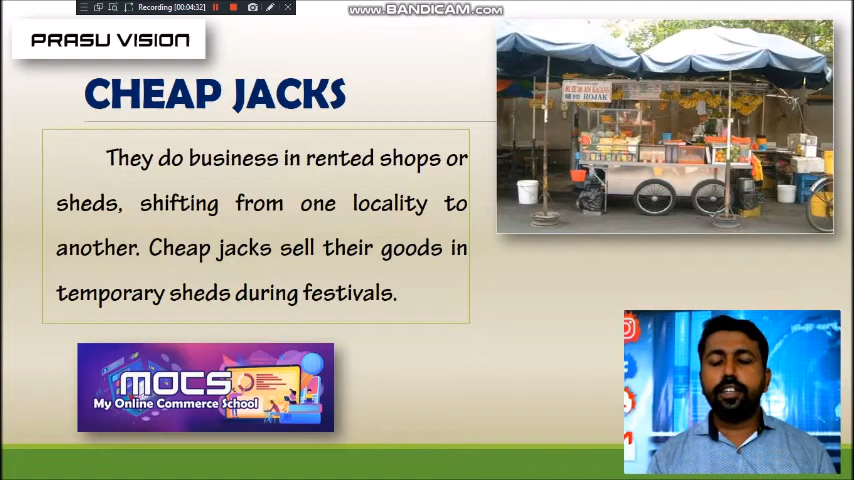 Recording [00:04:32]
www.BANDICAM.com
PRASU VISION
CHEAP JACKS
They do business in rented shops or
sheds, shifting from one locality to
another. Cheap jacks sell their goods in
temporary sheds during festivals.
ROJAK
MOCS
My Online Commerce School